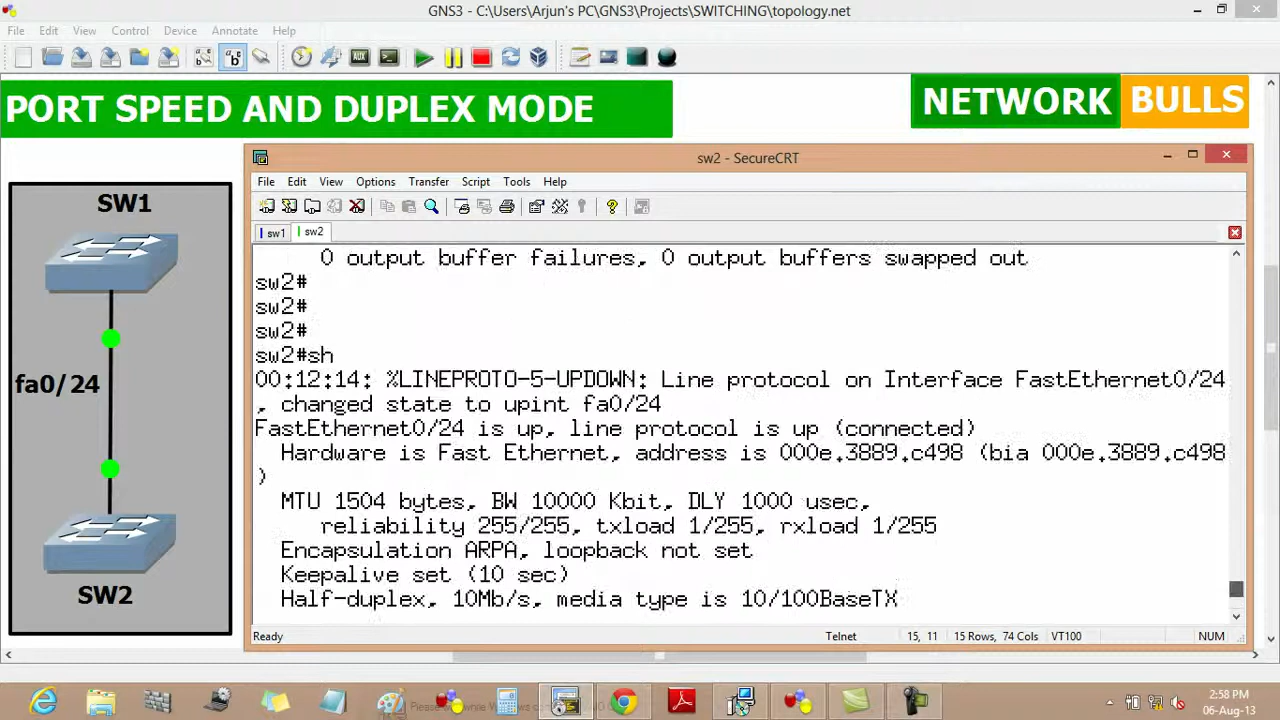 GNS3 - C:\Users\Arjun's PC\GNS3\Projects\SWITCHING\topology.net
File Edit View Control Device Annotate Help
AUX
PORT SPEED AND DUPLEX MODE
NETWORK BULLS
SW1
fa0/24
SW2
sw2 - SecureCRT
File Edit View Options Transfer Script Tools Help
sw1 sw2
0 output buffer failures, 0 output buffers swapped out
sw2#
sw2#
sw2#
sw2#sh
00:12:14: %LINEPROTO-5-UPDOWN: Line protocol on Interface FastEthernet0/24
, changed state to upint fa0/24
FastEthernet0/24 is up, line protocol is up (connected)
Hardware is Fast Ethernet, address is 000e.3889.c498 (bia 000e.3889.c498
)
MTU 1504 bytes, BW 10000 Kbit, DLY 1000 usec,
reliability 255/255, txload 1/255, rxload 1/255
Encapsulation ARPA, loopback not set
Keepalive set (10 sec)
Half-duplex, 10Mb/s, media type is 10/100BaseTX
Ready Telnet 15, 11 15 Rows, 74 Cols VT100 NUM
2:58 PM
06-Aug-13